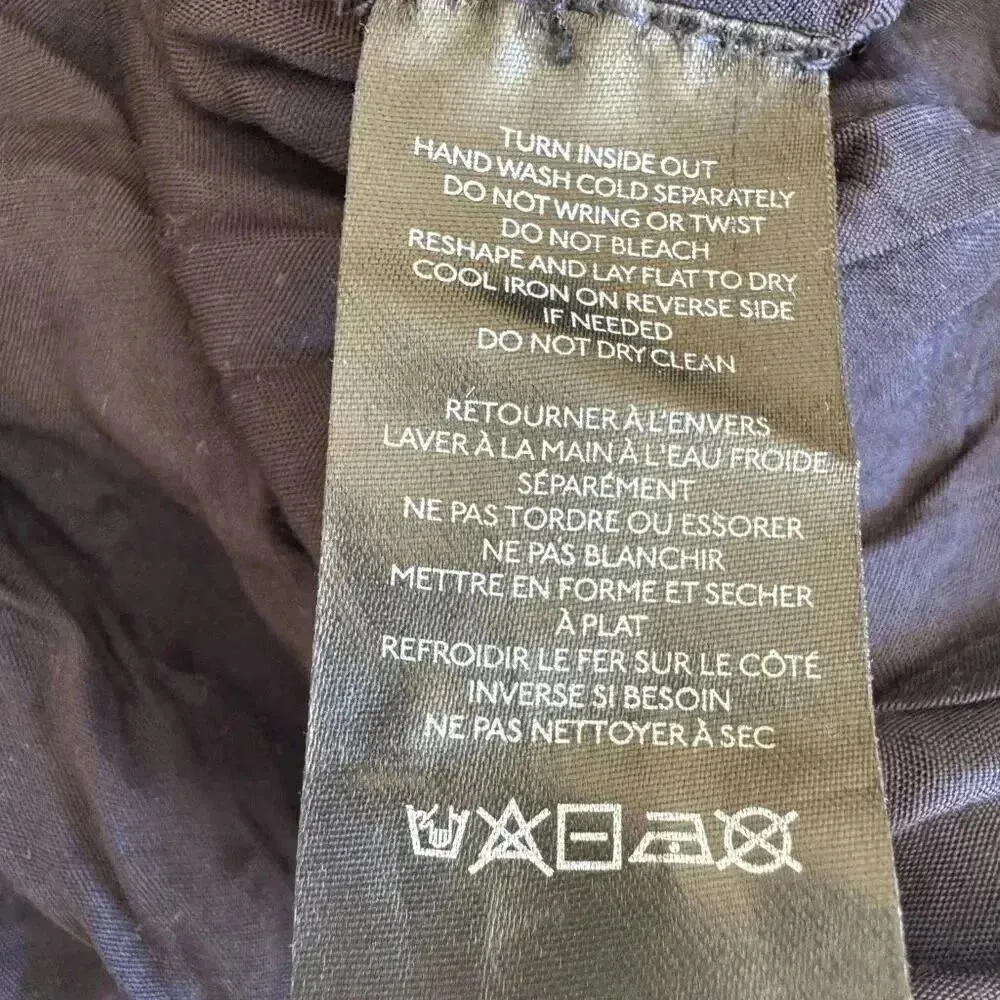 TURN INSIDE OUT
HAND WASH COLD SEPARATELY
DO NOT WRING OR TWIST
DO NOT BLEACH
RESHAPE AND LAY FLAT TO DRY
COOL IRON ON REVERSE SIDE
IF NEEDED
DO NOT DRY CLEAN
RÉTOURNER À L'ENVERS
LAVER À LA MAIN À L'EAU FROIDE
SÉPARÉMENT
NE PAS TORDRE OU ESSORER
NE PAS BLANCHIR
METTRE EN FORME ET SECHER
À PLAT
REFROIDIR LE FER SUR LE CÔTÉ
INVERSE SI BESOIN
NE PAS NETTOYER À SEC